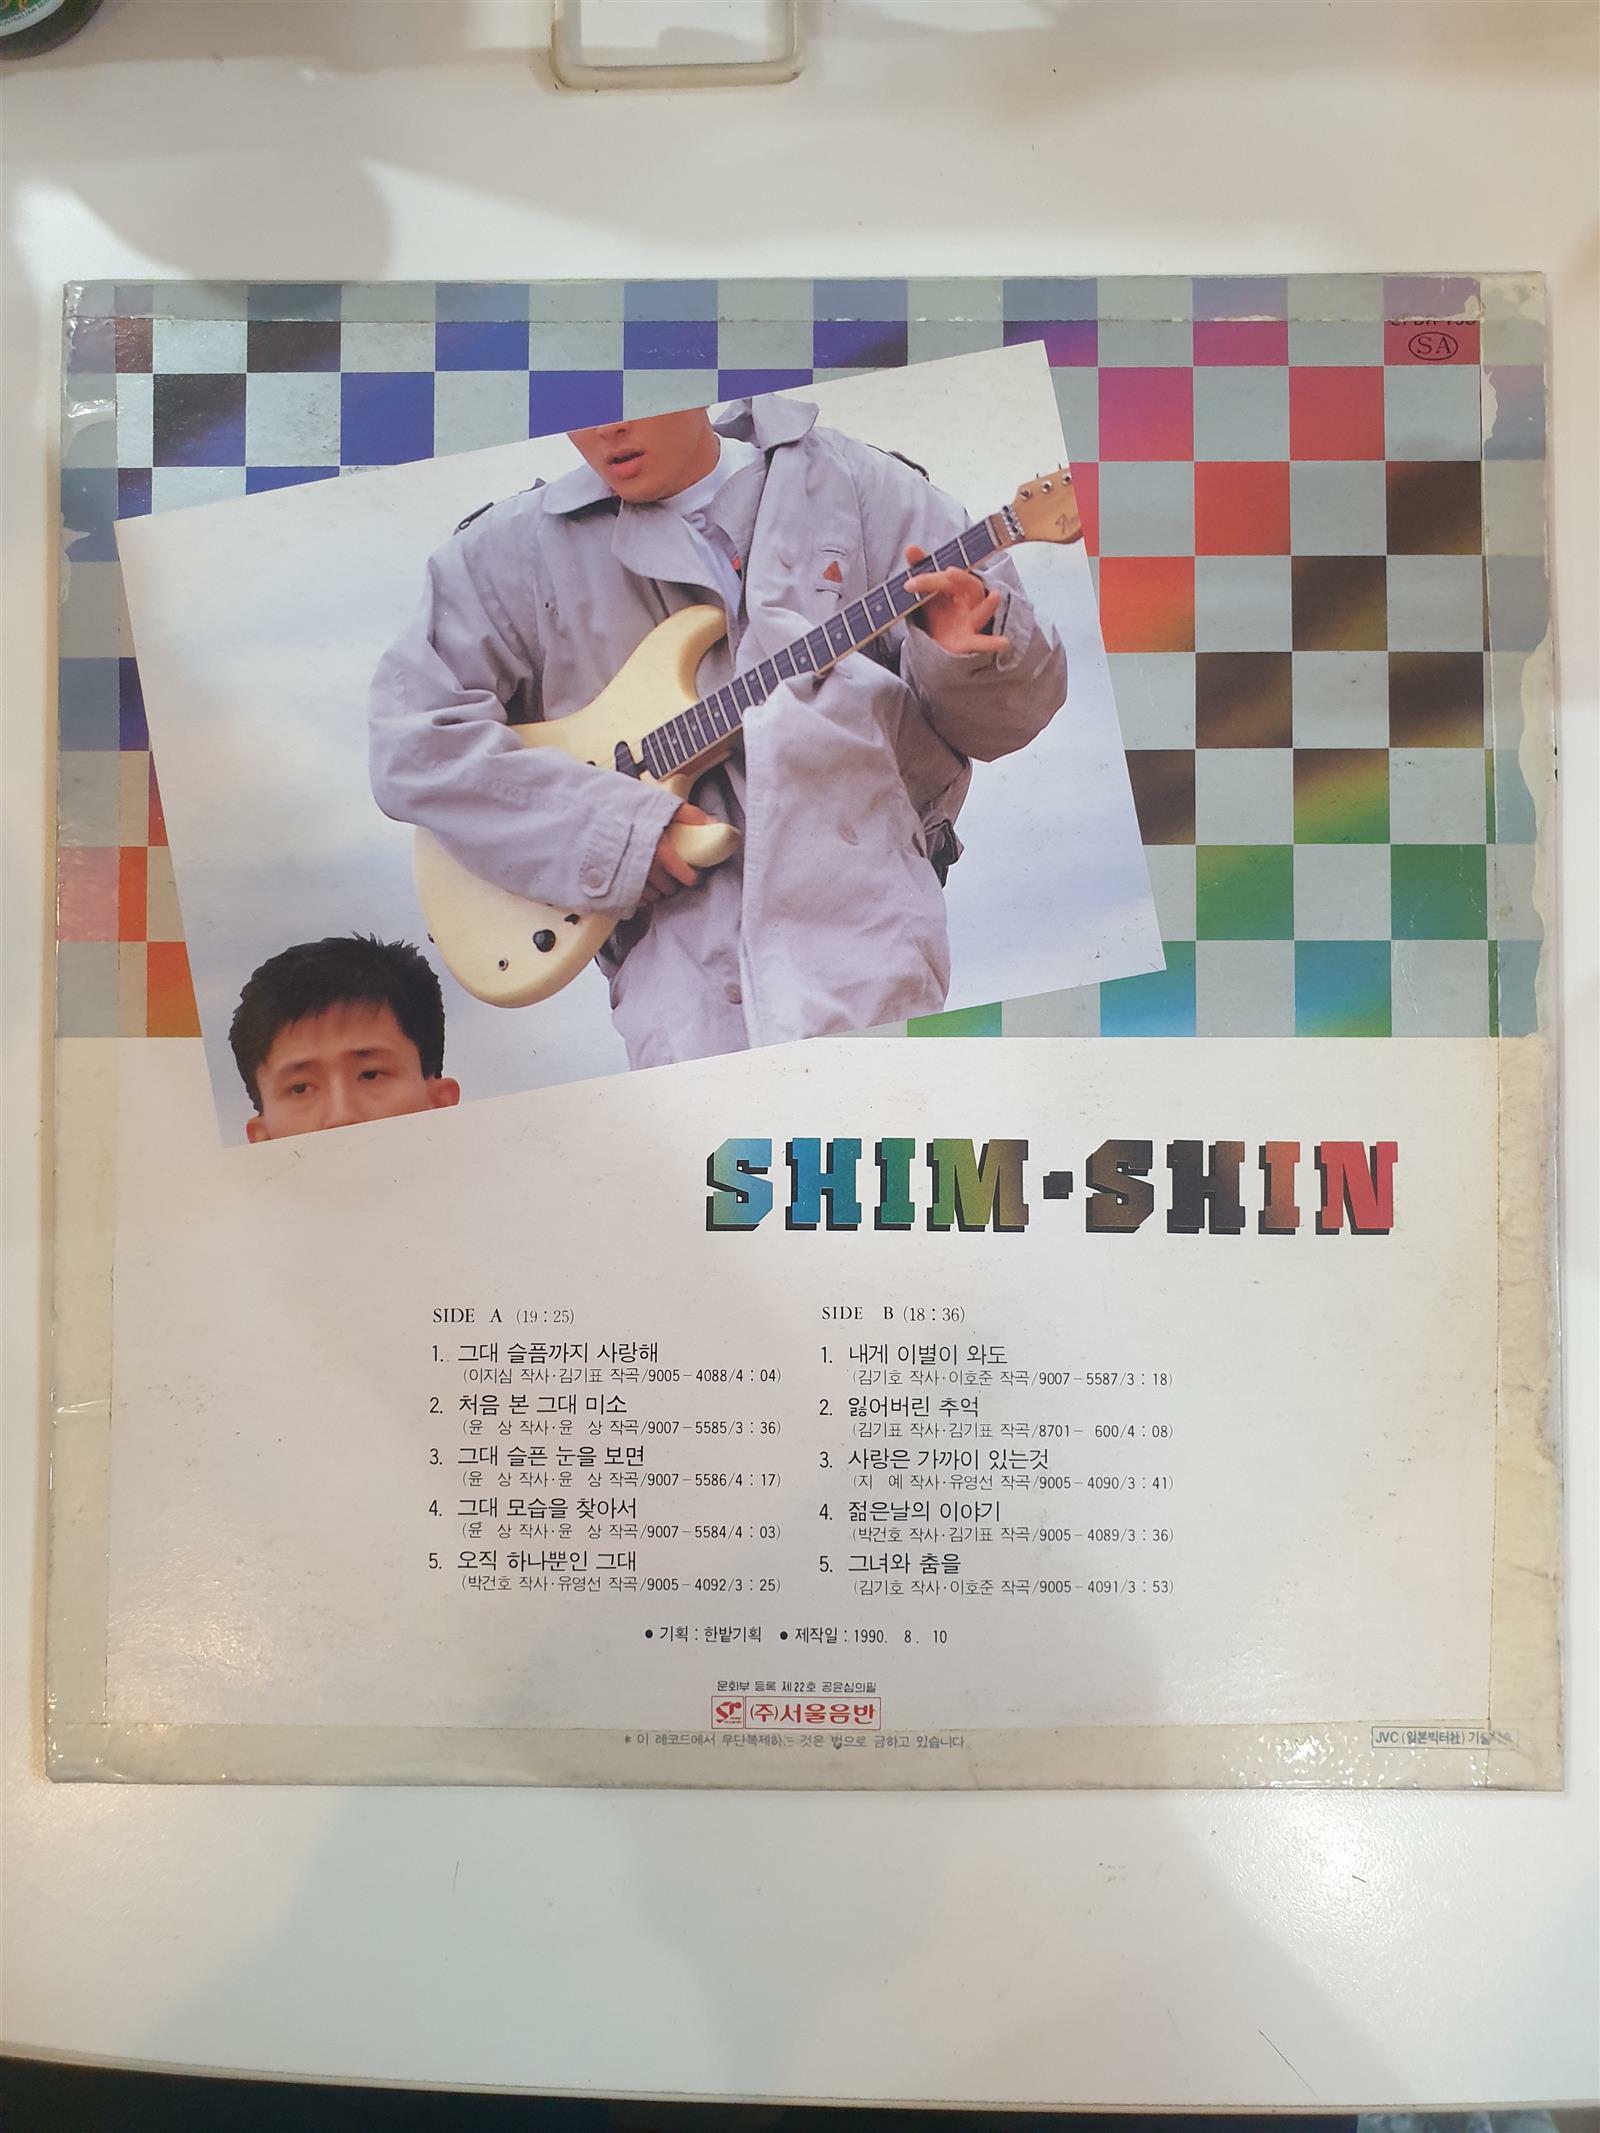 SA
SHIM-SHIN
SIDE A (19:25)
1. 그대 슬픔까지 사랑해
(이지심 작사·김기표 작곡/9005-4088/4:04)
2. 처음 본 그대 미소
(윤 상 작사·윤 상 작곡/9007-5585/3:36)
3. 그대 슬픈 눈을 보면
(윤 상 작사·윤 상 작곡/9007-5586/4:17)
4. 그대 모습을 찾아서
(윤 상 작사·윤 상 작곡/9007-5584/4:03)
5. 오직 하나뿐인 그대
(박건호 작사·유영선 작곡/9005-4092/3:25)
SIDE B (18:36)
1. 내게 이별이 와도
(김기호 작사·이호준 작곡/9007-5587/3:18)
2. 잃어버린 추억
(김기표 작사·김기표 작곡/8701- 600/4:08)
3. 사랑은 가까이 있는것
(지 예 작사·유영선 작곡/9005-4090/3:41)
4. 젊은날의 이야기
(박건호 작사·김기표 작곡/9005-4089/3:36)
5. 그녀와 춤을
(김기호 작사·이호준 작곡/9005-4091/3:53)
● 기획 : 한밭기획 ● 제작일 : 1990. 8. 10
문화부 등록 제22호 공윤심의필
(주)서울음반
* 이 레코드에서 무단복제하는 것은 법으로 금하고 있습니다.
JVC (일본빅터社)